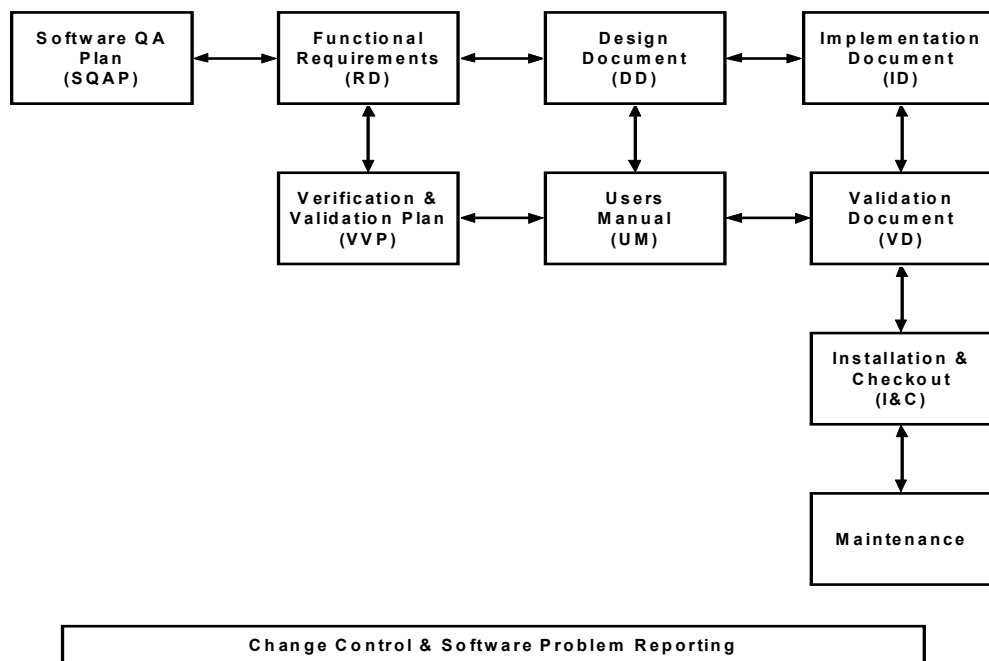 Software QA
Plan
(SQAP)
Functional
Requirements
(RD)
Design
Document
(DD)
Implementation
Document
(ID)
Verification &
Validation Plan
(VVP)
Users
Manual
(UM)
Validation
Document
(VD)
Installation &
Checkout
(I&C)
Maintenance
Change Control & Software Problem Reporting